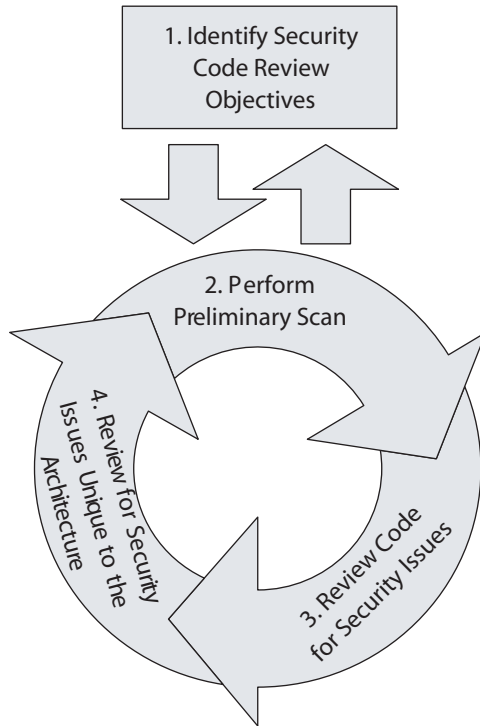 1. Identify Security
Code Review
Objectives
2. Perform
Preliminary Scan
3. Review Code
for Security Issues
4. Review for Security
Issues Unique to the
Architecture